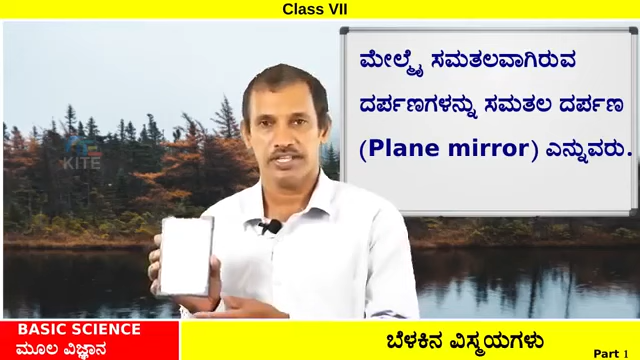 Class VII
ಮೇಲ್ಮೈ ಸಮತಲವಾಗಿರುವ
ದರ್ಪಣಗಳನ್ನು ಸಮತಲ ದರ್ಪಣ
(Plane mirror) ಎನ್ನುವರು.
KITE
BASIC SCIENCE
ಮೂಲ ವಿಜ್ಞಾನ
ಬೆಳಕಿನ ವಿಸ್ಮಯಗಳು
Part 1